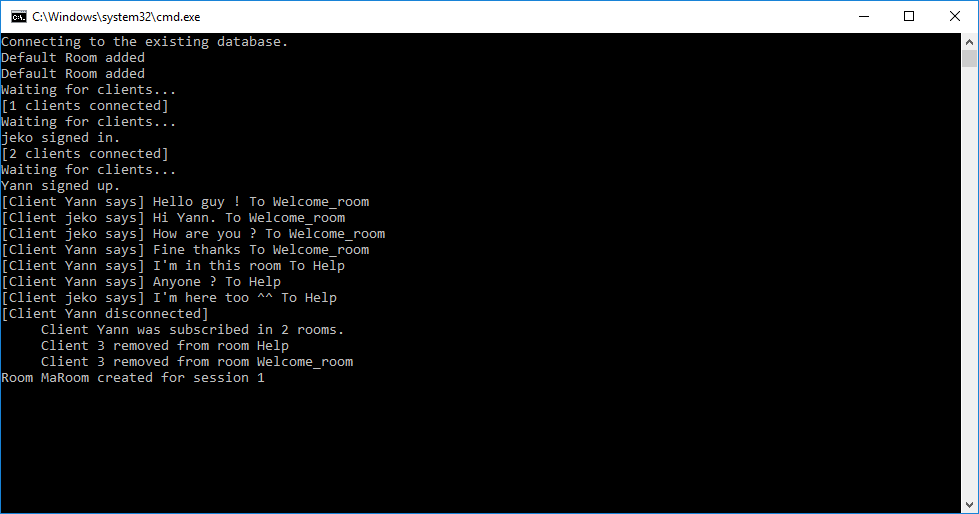 C:\Windows\system32\cmd.exe
Connecting to the existing database.
Default Room added
Default Room added
Waiting for clients...
[1 clients connected]
Waiting for clients...
jeko signed in.
[2 clients connected]
Waiting for clients...
Yann signed up.
[Client Yann says] Hello guy ! To Welcome_room
[Client jeko says] Hi Yann. To Welcome_room
[Client jeko says] How are you ? To Welcome_room
[Client Yann says] Fine thanks To Welcome_room
[Client Yann says] I'm in this room To Help
[Client Yann says] Anyone ? To Help
[Client jeko says] I'm here too ^^ To Help
[Client Yann disconnected]
     Client Yann was subscribed in 2 rooms.
     Client 3 removed from room Help
     Client 3 removed from room Welcome_room
Room MaRoom created for session 1